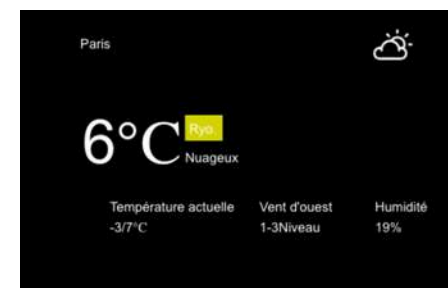 Paris
6°C
Ryo.
Nuageux
Température actuelle Vent d'ouest Humidité
-3/7°C 1-3Niveau 19%